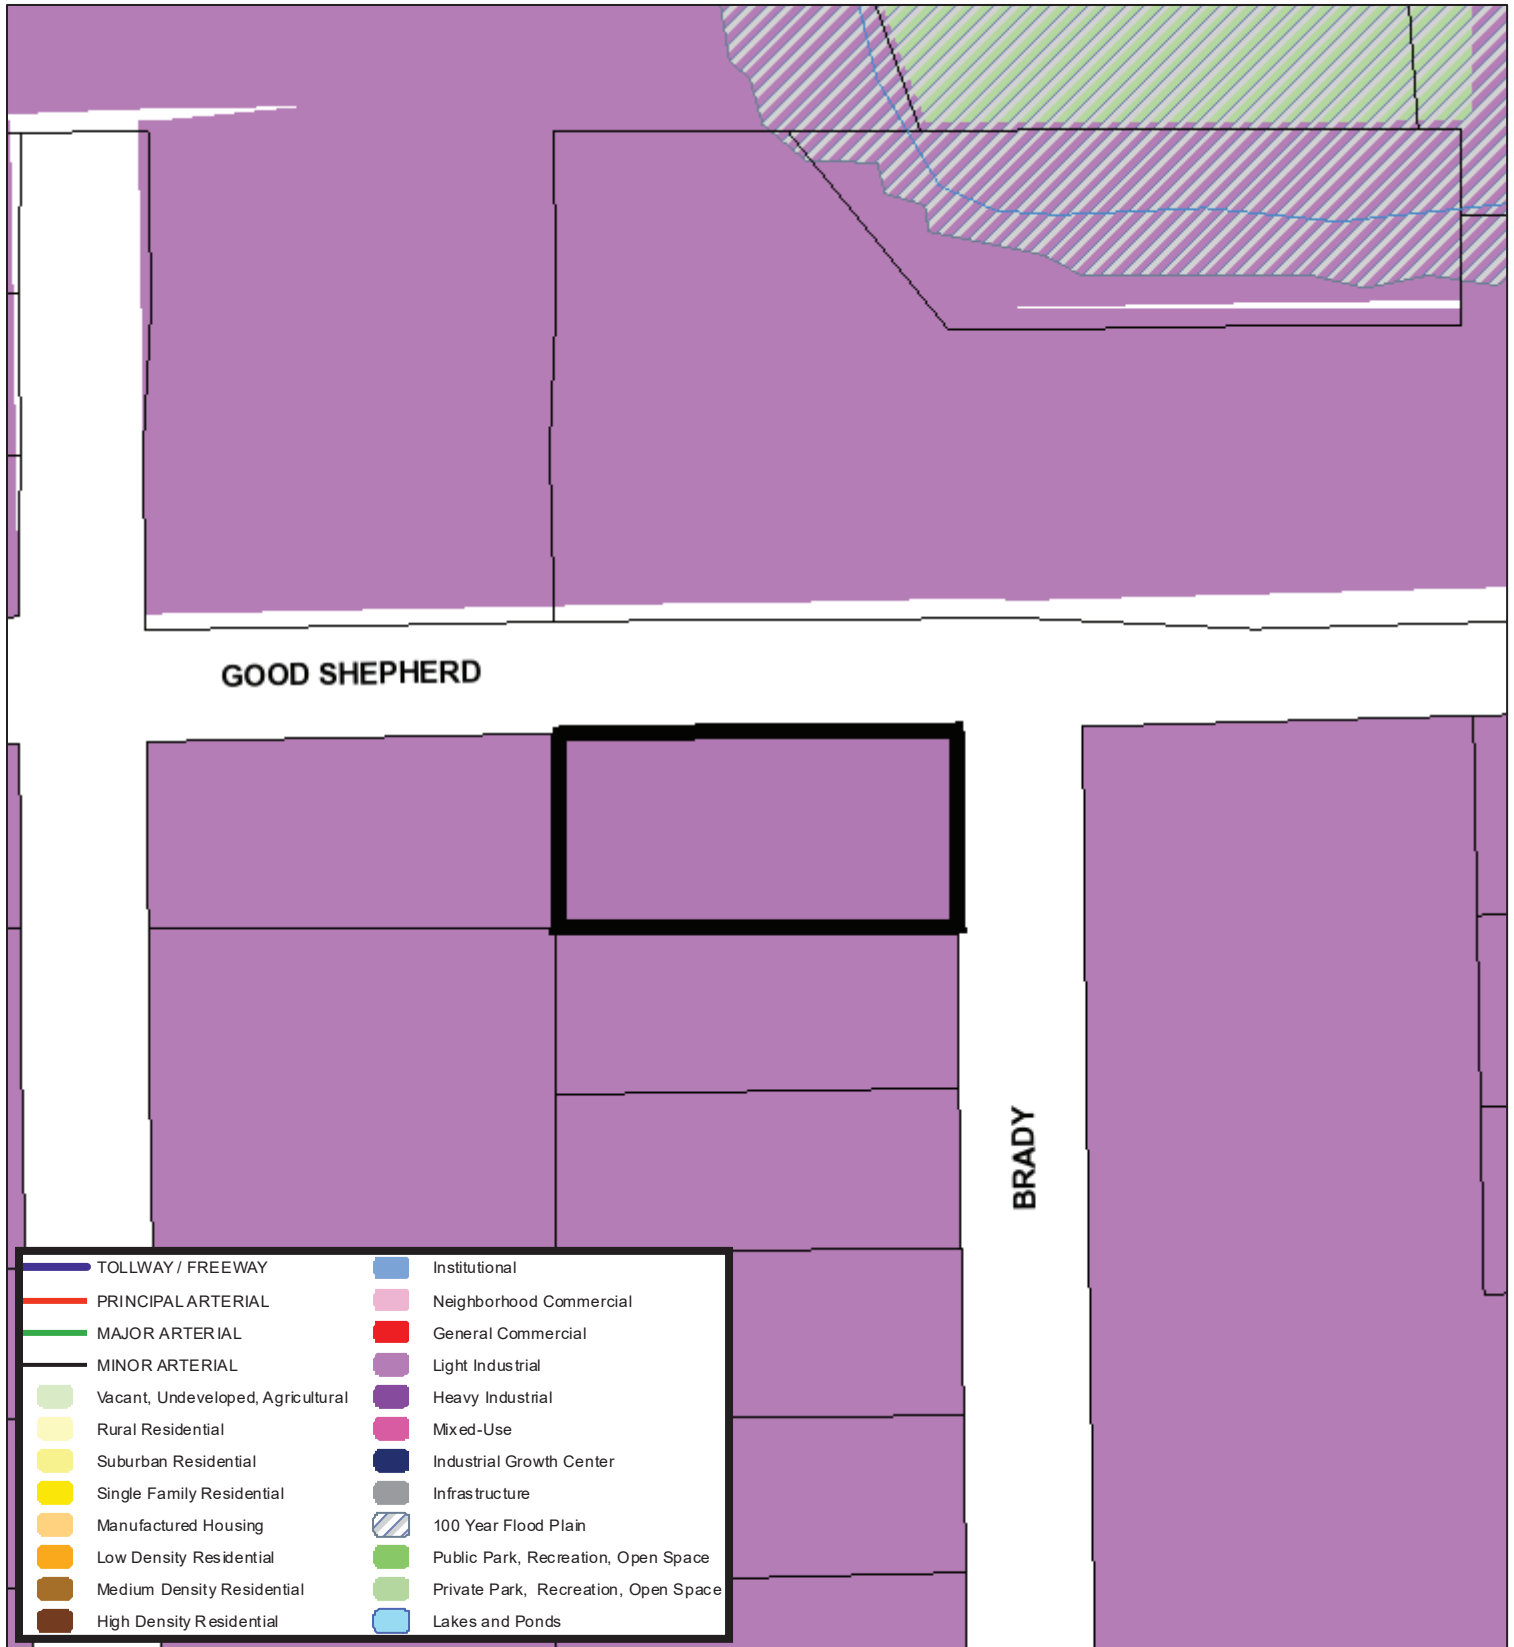 GOOD SHEPHERD
BRADY
TOLLWAY / FREEWAY
PRINCIPAL ARTERIAL
MAJOR ARTERIAL
MINOR ARTERIAL
Vacant, Undeveloped, Agricultural
Rural Residential
Suburban Residential
Single Family Residential
Manufactured Housing
Low Density Residential
Medium Density Residential
High Density Residential
Institutional
Neighborhood Commercial
General Commercial
Light Industrial
Heavy Industrial
Mixed-Use
Industrial Growth Center
Infrastructure
100 Year Flood Plain
Public Park, Recreation, Open Space
Private Park, Recreation, Open Space
Lakes and Ponds